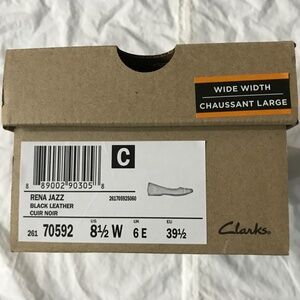 WIDE WIDTH
CHAUSSANT LARGE
C
8 89002 90305 8
RENA JAZZ 261705925060
BLACK LEATHER
CUIR NOIR
US UK EU
261 70592 8½ W 6 E 39½
Clarks